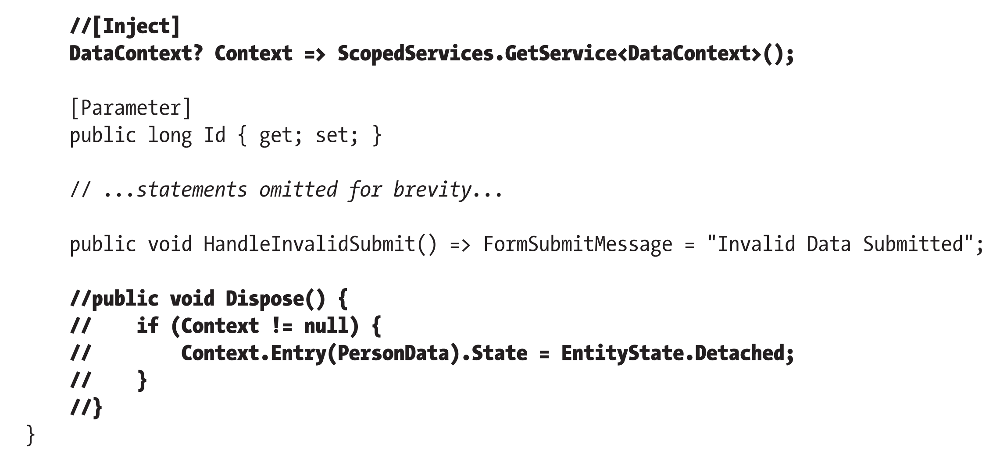 //[Inject]
DataContext? Context => ScopedServices.GetService<DataContext>();
[Parameter]
public long Id { get; set; }
// ...statements omitted for brevity...
public void HandleInvalidSubmit() => FormSubmitMessage = "Invalid Data Submitted";
//public void Dispose() {
//    if (Context != null) {
//        Context.Entry(PersonData).State = EntityState.Detached;
//    }
//}
}